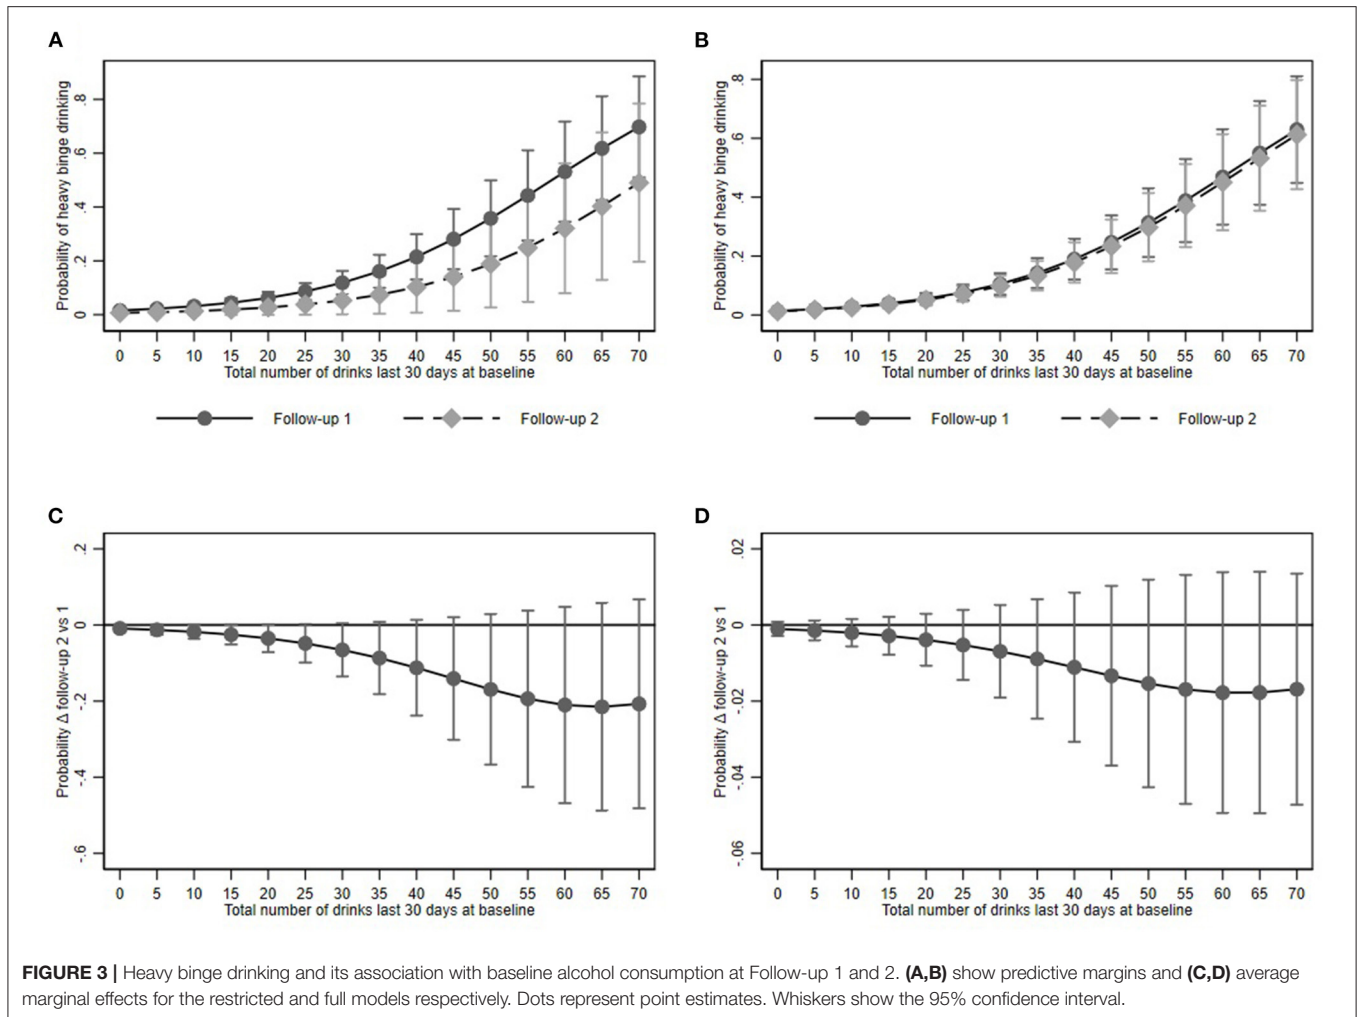 A
Probability of heavy binge drinking
.8
.6
.4
.2
0
0 5 10 15 20 25 30 35 40 45 50 55 60 65 70
Total number of drinks last 30 days at baseline
Follow-up 1 Follow-up 2
B
Probability of heavy binge drinking
.8
.6
.4
.2
0
0 5 10 15 20 25 30 35 40 45 50 55 60 65 70
Total number of drinks last 30 days at baseline
Follow-up 1 Follow-up 2
C
Probability Δ follow-up 2 vs 1
.2
0
-.2
-.4
-.6
0 5 10 15 20 25 30 35 40 45 50 55 60 65 70
Total number of drinks last 30 days at baseline
D
Probability Δ follow-up 2 vs 1
.02
0
-.02
-.04
-.06
0 5 10 15 20 25 30 35 40 45 50 55 60 65 70
Total number of drinks last 30 days at baseline
FIGURE 3 | Heavy binge drinking and its association with baseline alcohol consumption at Follow-up 1 and 2. (A,B) show predictive margins and (C,D) average
marginal effects for the restricted and full models respectively. Dots represent point estimates. Whiskers show the 95% confidence interval.